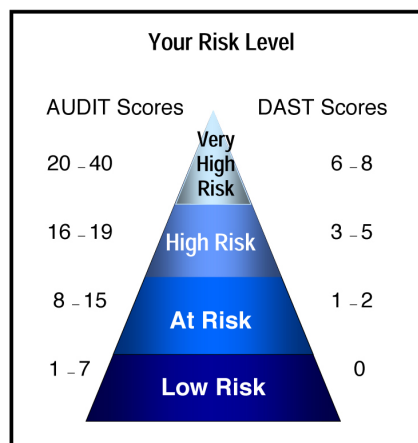 Your Risk Level
AUDIT Scores DAST Scores
Very
High
Risk
20 – 40 6 – 8
16 – 19 High Risk 3 – 5
8 – 15 At Risk 1 – 2
1 – 7 Low Risk 0